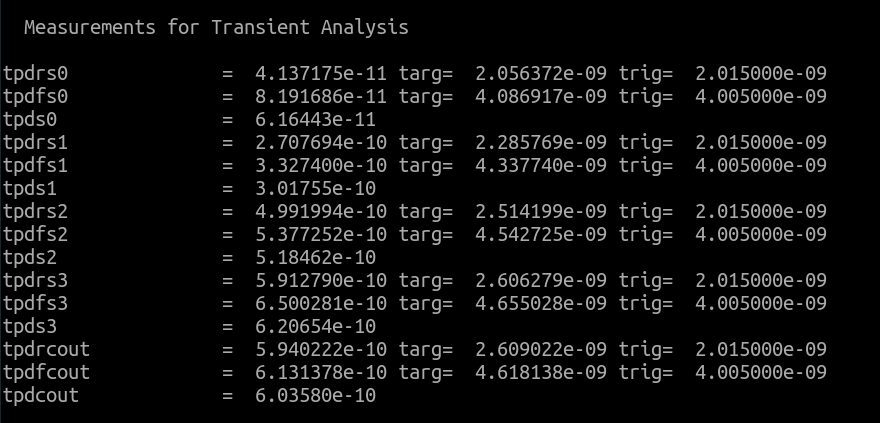 Measurements for Transient Analysis
tpdrs0 = 4.137175e-11 targ= 2.056372e-09 trig= 2.015000e-09
tpdfs0 = 8.191686e-11 targ= 4.086917e-09 trig= 4.005000e-09
tpds0 = 6.16443e-11
tpdrs1 = 2.707694e-10 targ= 2.285769e-09 trig= 2.015000e-09
tpdfs1 = 3.327400e-10 targ= 4.337740e-09 trig= 4.005000e-09
tpds1 = 3.01755e-10
tpdrs2 = 4.991994e-10 targ= 2.514199e-09 trig= 2.015000e-09
tpdfs2 = 5.377252e-10 targ= 4.542725e-09 trig= 4.005000e-09
tpds2 = 5.18462e-10
tpdrs3 = 5.912790e-10 targ= 2.606279e-09 trig= 2.015000e-09
tpdfs3 = 6.500281e-10 targ= 4.655028e-09 trig= 4.005000e-09
tpds3 = 6.20654e-10
tpdrcout = 5.940222e-10 targ= 2.609022e-09 trig= 2.015000e-09
tpdfcout = 6.131378e-10 targ= 4.618138e-09 trig= 4.005000e-09
tpdcout = 6.03580e-10